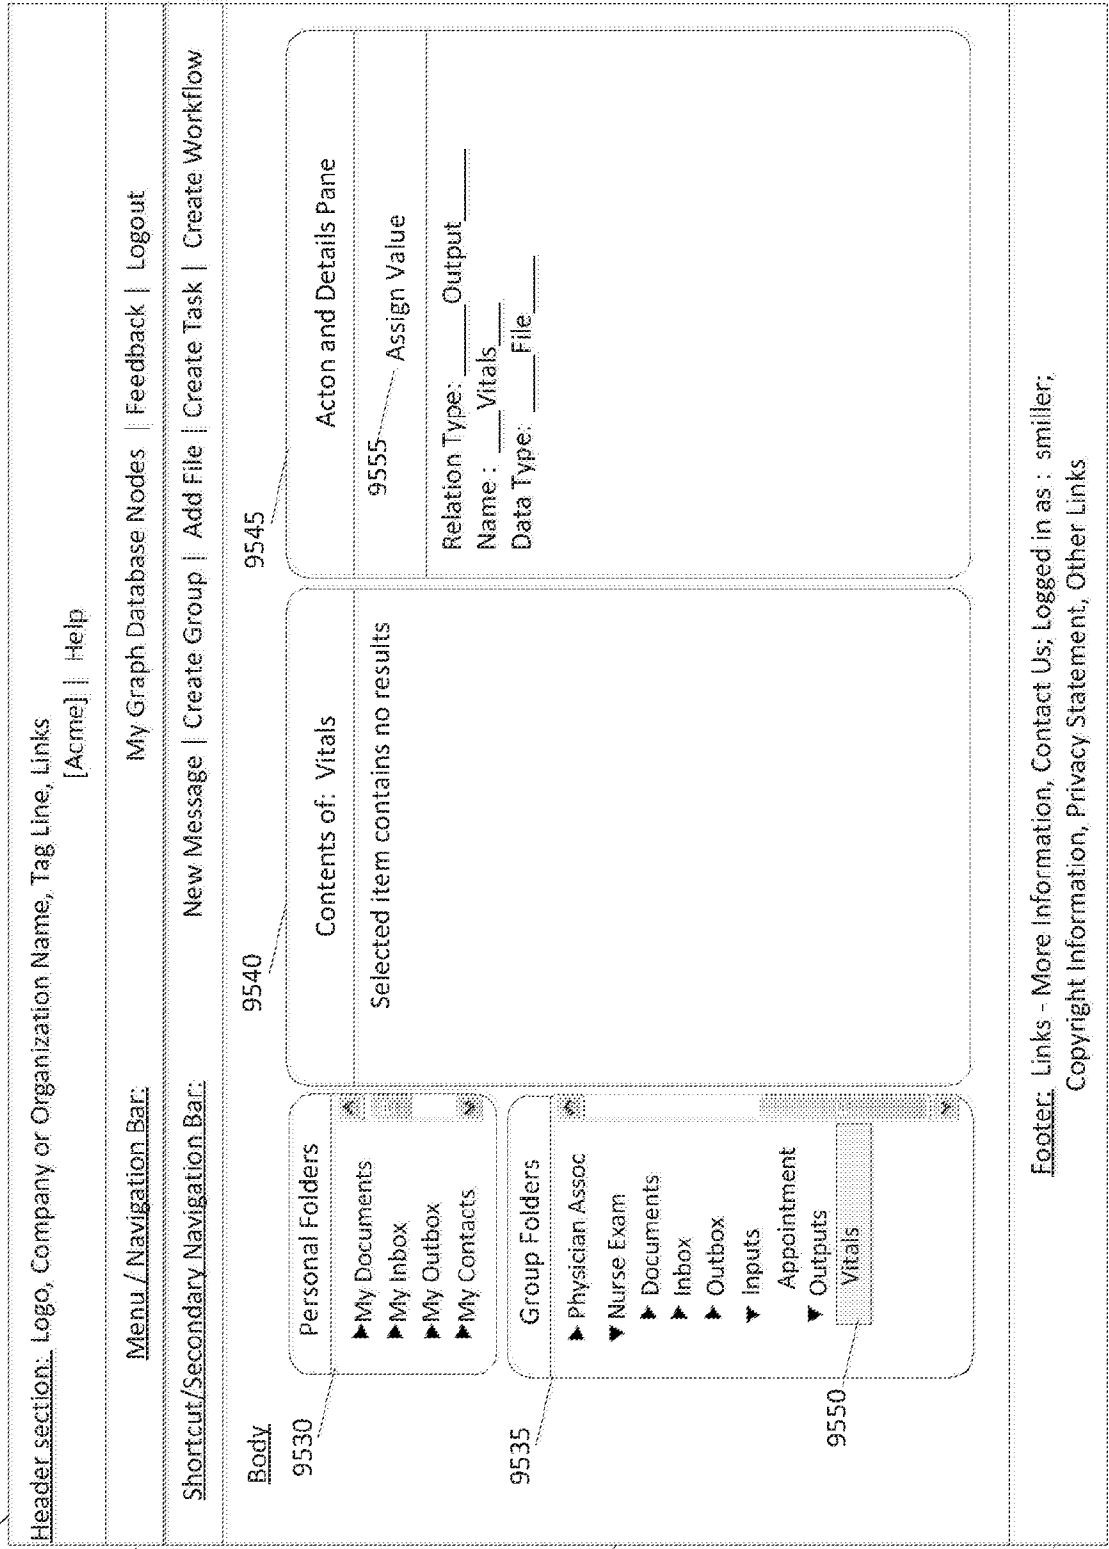 Header section: Logo, Company or Organization Name, Tag Line, Links
[Acme] | Help
Menu / Navigation Bar: My Graph Database Nodes | Feedback | Logout
Shortcut/Secondary Navigation Bar: New Message | Create Group | Add File | Create Task | Create Workflow
Body
9530
Personal Folders
▶My Documents
▶My Inbox
▶My Outbox
▶My Contacts
9535
Group Folders
▶ Physician Assoc
▼Nurse Exam
▶ Documents
▶ Inbox
▶ Outbox
▼ Inputs
Appointment
▼ Outputs
Vitals
9550
9540
Contents of: Vitals
Selected item contains no results
9545
Acton and Details Pane
9555
Assign Value
Relation Type: _____ Output_____
Name : ___ Vitals___
Data Type: ____File____
Footer: Links - More Information, Contact Us; Logged in as : smiller;
Copyright Information, Privacy Statement, Other Links